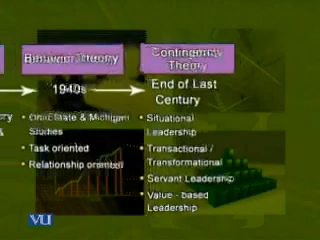 Behavior Theory
Contingency
Theory
1940s
End of Last
Century
ory
&
• Ohio State & Michigan
Studies
• Task oriented
• Relationship oriented
• Situational
Leadership
• Transactional /
Transformational
• Servant Leadership
• Value - based
Leadership
VU